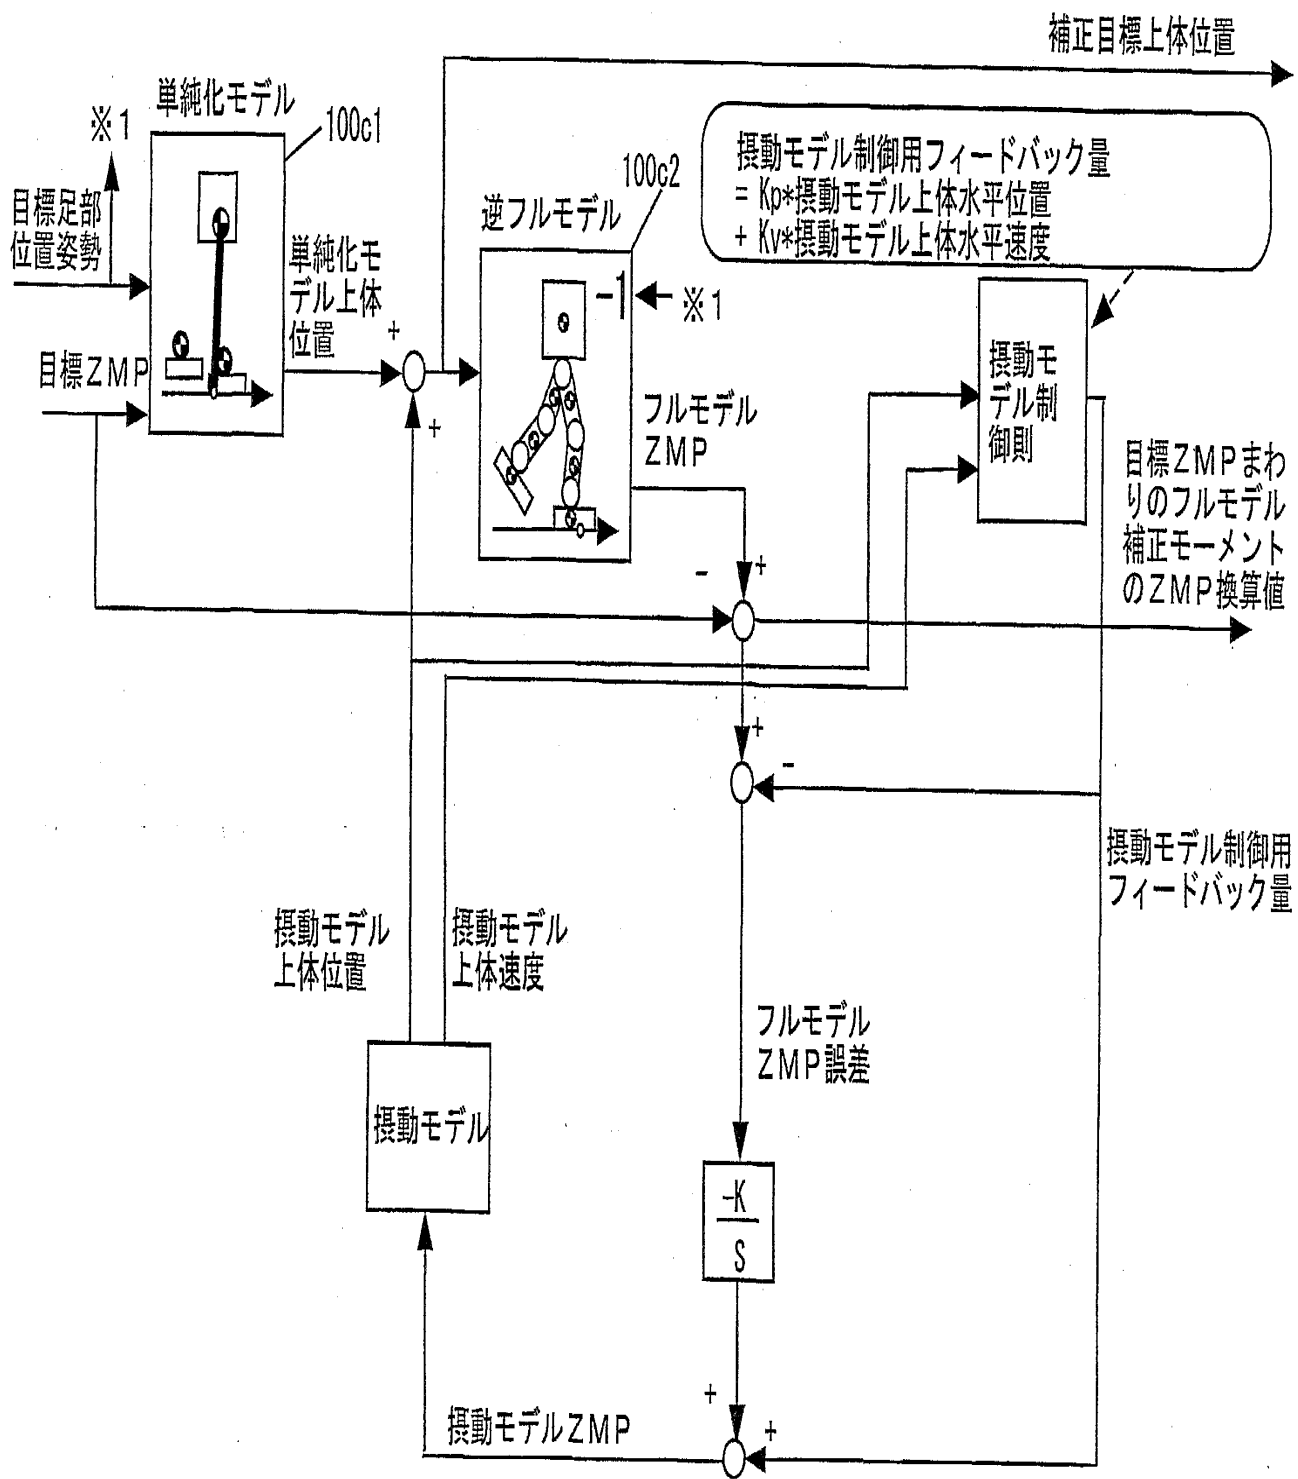 補正目標上体位置
単純化モデル
※1
100c1
摂動モデル制御用フィードバック量
= Kp*摂動モデル上体水平位置
+ Kv*摂動モデル上体水平速度
100c2
目標足部
位置姿勢
逆フルモデル
単純化モ
デル上体
位置
+
-1
※1
目標ZMP
+
フルモデル
ZMP
摂動モ
デル制
御則
目標ZMPまわ
りのフルモデル
補正モーメント
のZMP換算値
-
+
+
-
摂動モデル制御用
フィードバック量
摂動モデル
上体位置
摂動モデル
上体速度
フルモデル
ZMP誤差
摂動モデル
-K
S
+
+
摂動モデルZMP